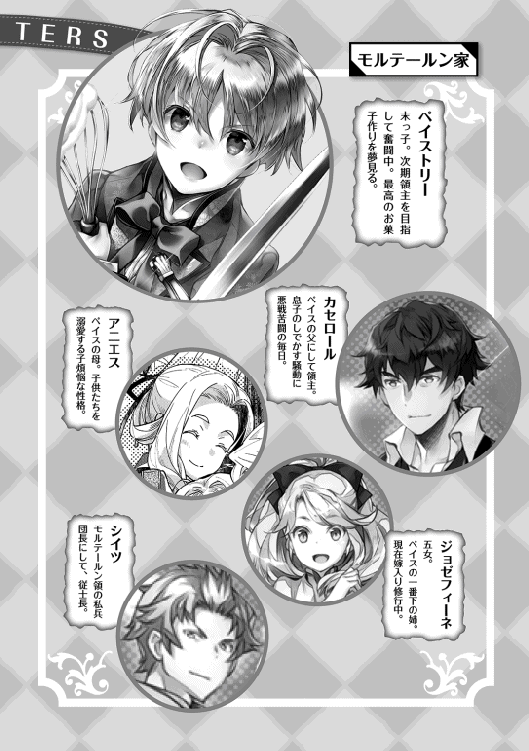 TERS
モルテールン家
ペイストリー
末っ子。次期領主を目指
して奮闘中。最高のお菓
子作りを夢見る。
カセロール
ペイスの父にして領主。
息子のしでかす騒動に
悪戦苦闘の毎日。
アニエス
ペイスの母。子供たちを
溺愛する子煩悩な性格。
ジョゼフィーネ
五女。
ペイスの一番下の姉。
現在嫁入り修行中。
シイツ
モルテールン領の私兵
団長にして、従士長。